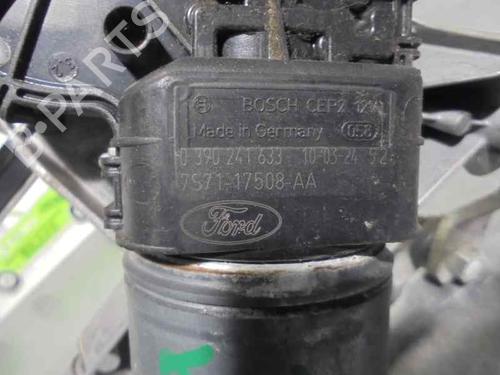 B-PARTS
BOSCH CEP2 12V
Made in Germany 058
0 390 241 633 10-03-24 52
7S71-17508-AA
Ford